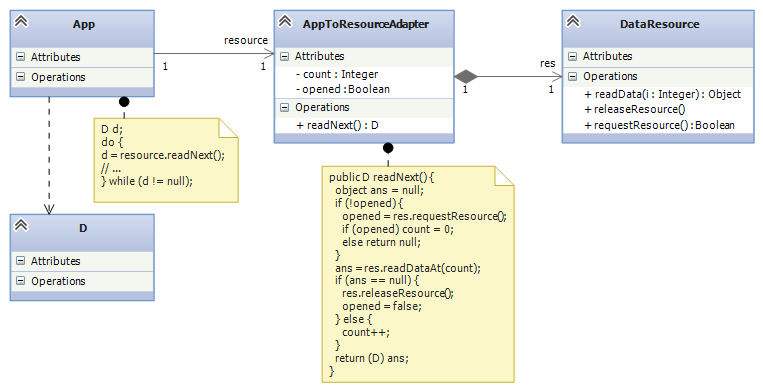 App
Attributes
Operations
resource
1
1
AppToResourceAdapter
Attributes
- count : Integer
- opened :Boolean
Operations
+ readNext() : D
res
1
1
DataResource
Attributes
Operations
+ readData(i : Integer) : Object
+ releaseResource()
+ requestResource() :Boolean
D d;
do {
d = resource.readNext();
// ...
} while (d != null);
D
Attributes
Operations
public D readNext() {
object ans = null;
if (!opened) {
opened = res.requestResource();
if (opened) count = 0;
else return null;
}
ans = res.readDataAt(count);
if (ans == null) {
res.releaseResource();
opened = false;
} else {
count++;
}
return (D) ans;
}